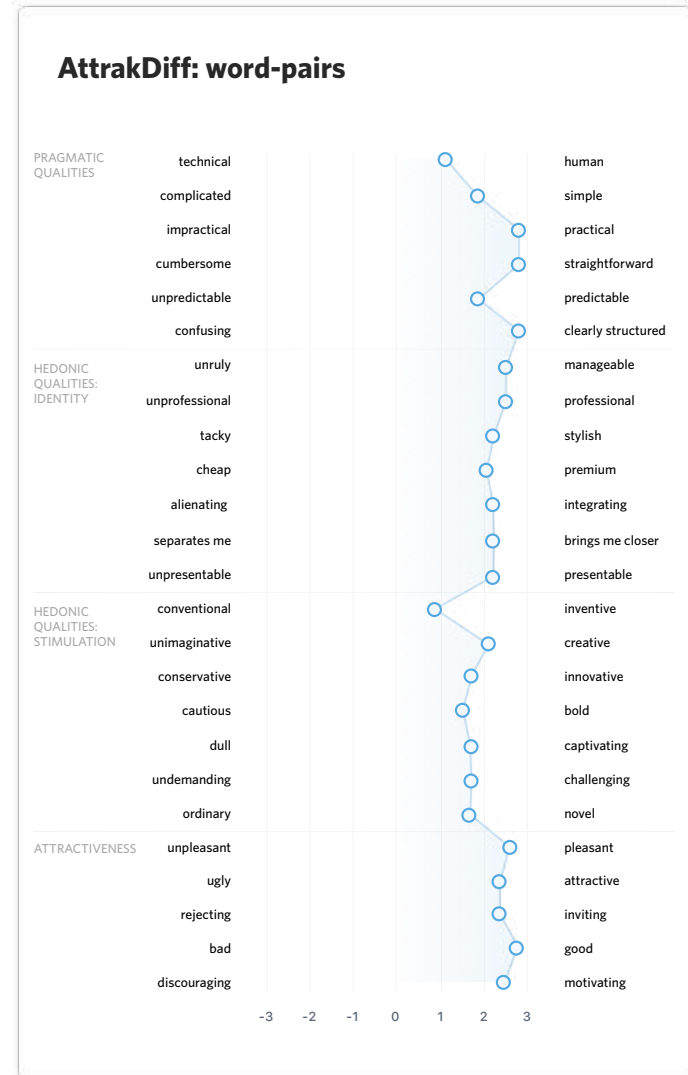 AttrakDiff: word-pairs
PRAGMATIC
QUALITIES
technical human
complicated simple
impractical practical
cumbersome straightforward
unpredictable predictable
confusing clearly structured
HEDONIC
QUALITIES:
IDENTITY
unruly manageable
unprofessional professional
tacky stylish
cheap premium
alienating integrating
separates me brings me closer
unpresentable presentable
HEDONIC
QUALITIES:
STIMULATION
conventional inventive
unimaginative creative
conservative innovative
cautious bold
dull captivating
undemanding challenging
ordinary novel
ATTRACTIVENESS
unpleasant pleasant
ugly attractive
rejecting inviting
bad good
discouraging motivating
-3 -2 -1 0 1 2 3